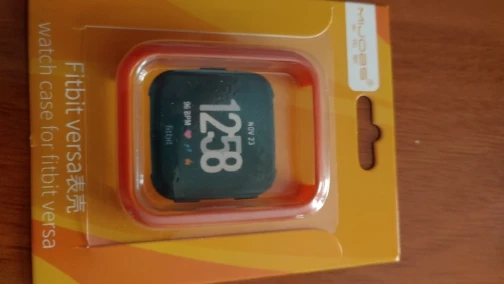 MIJOBS
NOV 23
12:58
96 BPM
fitbit
Fitbit versa表壳
watch case for fitbit versa